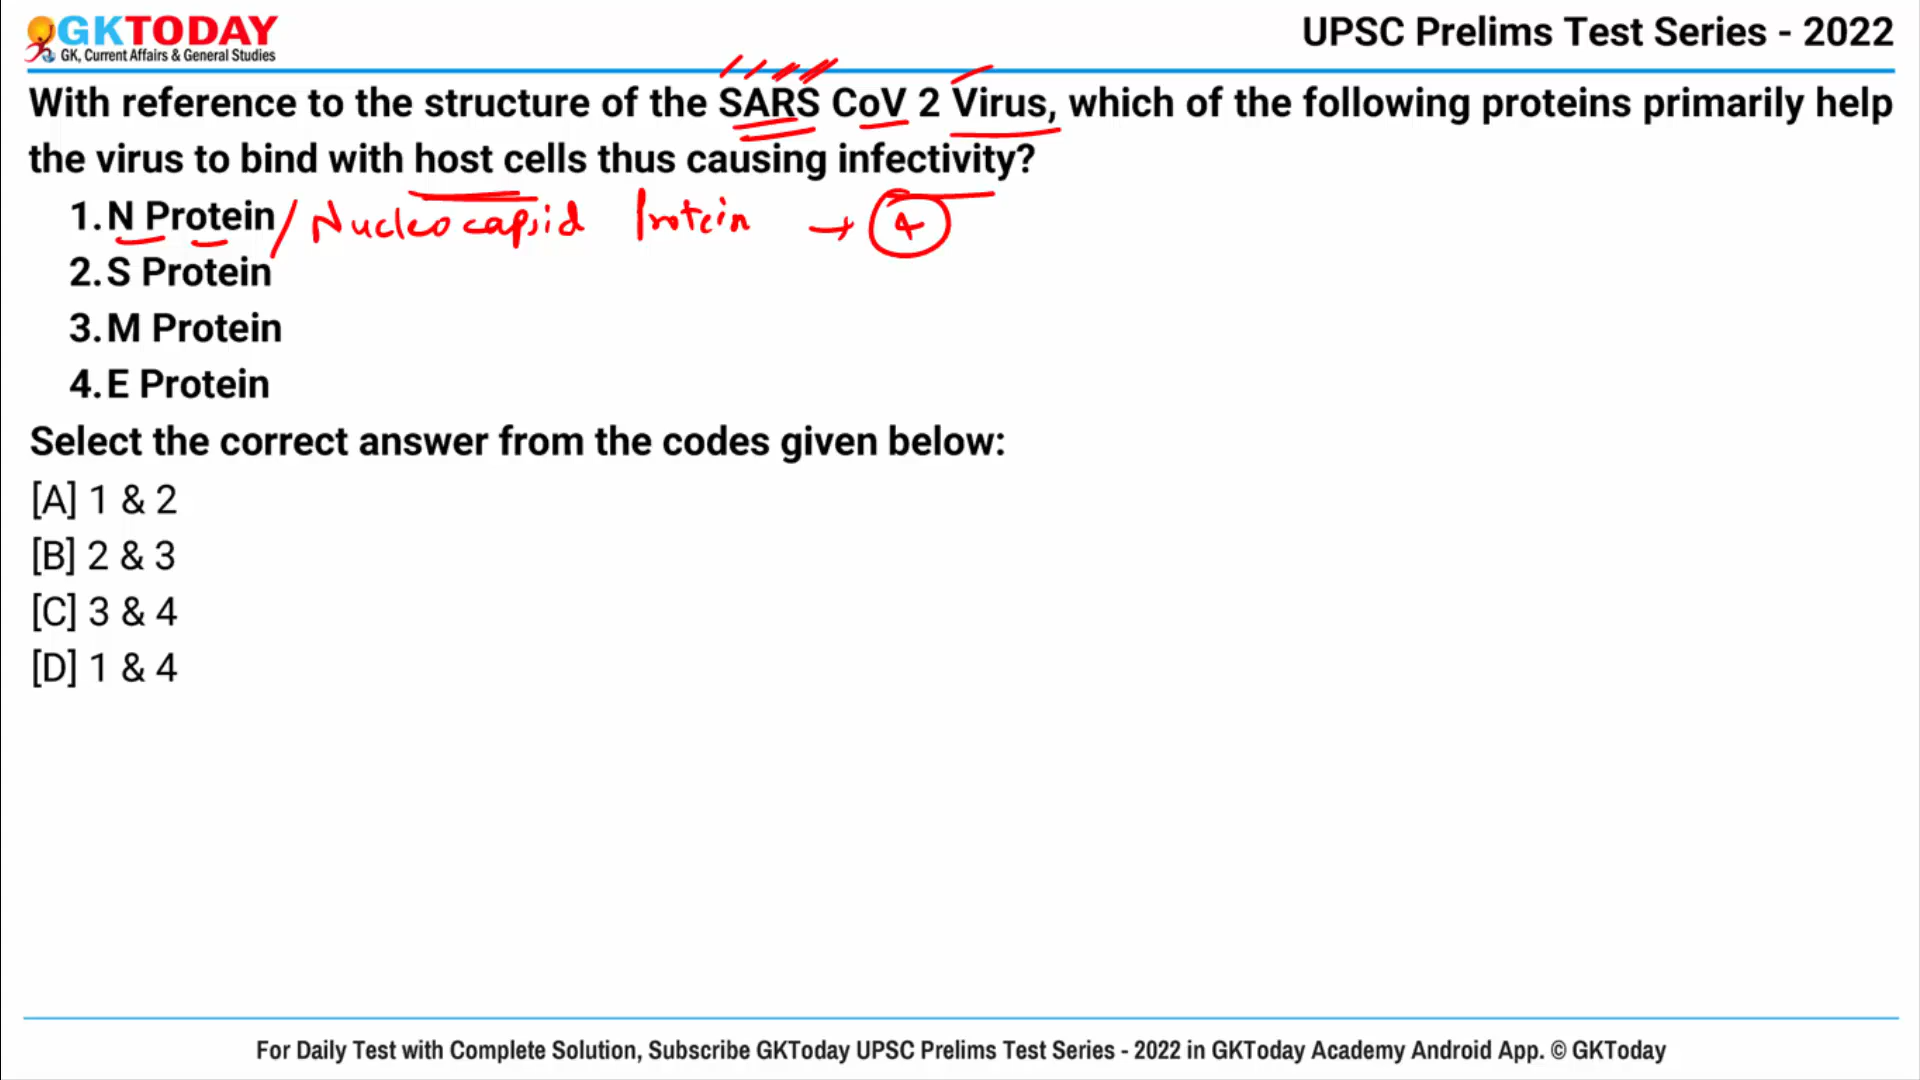 GKTODAY
GK, Current Affairs & General Studies
UPSC Prelims Test Series - 2022
With reference to the structure of the SARS CoV 2 Virus, which of the following proteins primarily help
the virus to bind with host cells thus causing infectivity?
1. N Protein / Nucleocapsid Protein →
2. S Protein
3. M Protein
4. E Protein
Select the correct answer from the codes given below:
[A] 1 & 2
[B] 2 & 3
[C] 3 & 4
[D] 1 & 4
For Daily Test with Complete Solution, Subscribe GKToday UPSC Prelims Test Series - 2022 in GKToday Academy Android App. © GKToday